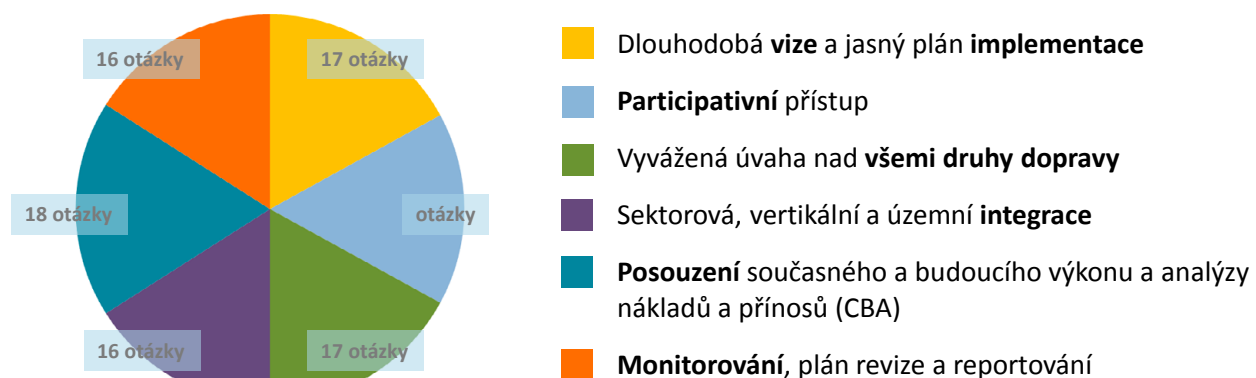 16 otázky
17 otázky
18 otázky
otázky
16 otázky
17 otázky
Dlouhodobá vize a jasný plán implementace
Participativní přístup
Vyvážená úvaha nad všemi druhy dopravy
Sektorová, vertikální a územní integrace
Posouzení současného a budoucího výkonu a analýzy
nákladů a přínosů (CBA)
Monitorování, plán revize a reportování